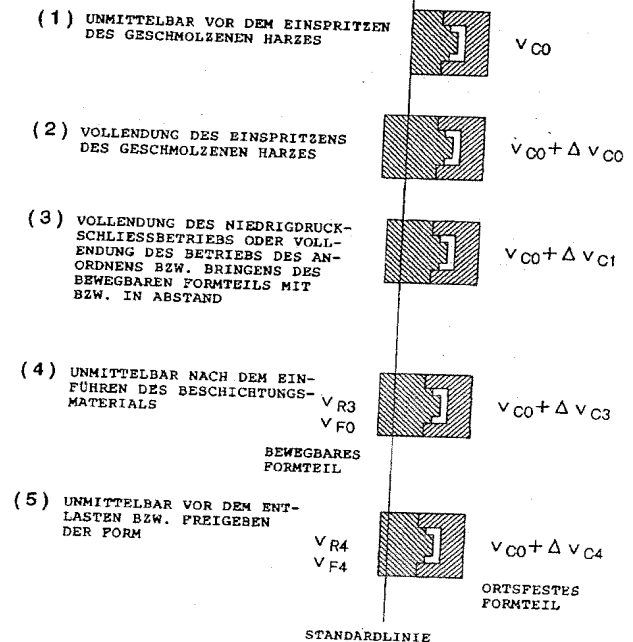 (1) UNMITTELBAR VOR DEM EINSPRITZEN
DES GESCHMOLZENEN HARZES
V C0
(2) VOLLENDUNG DES EINSPRITZENS
DES GESCHMOLZENEN HARZES
V C0 + Δ V C0
(3) VOLLENDUNG DES NIEDRIGDRUCK-
SCHLIESSBETRIEBS ODER VOLL-
ENDUNG DES BETRIEBS DES AN-
ORDNENS BZW. BRINGENS DES
BEWEGBAREN FORMTEILS MIT
BZW. IN ABSTAND
V C0 + Δ V C1
(4) UNMITTELBAR NACH DEM EIN-
FÜHREN DES BESCHICHTUNGS-
MATERIALS
V R3
V F0
V C0 + Δ V C3
BEWEGBARES
FORMTEIL
(5) UNMITTELBAR VOR DEM ENT-
LASTEN BZW. FREIGEBEN
DER FORM
V R4
V F4
V C0 + Δ V C4
ORTSFESTES
FORMTEIL
STANDARDLINIE